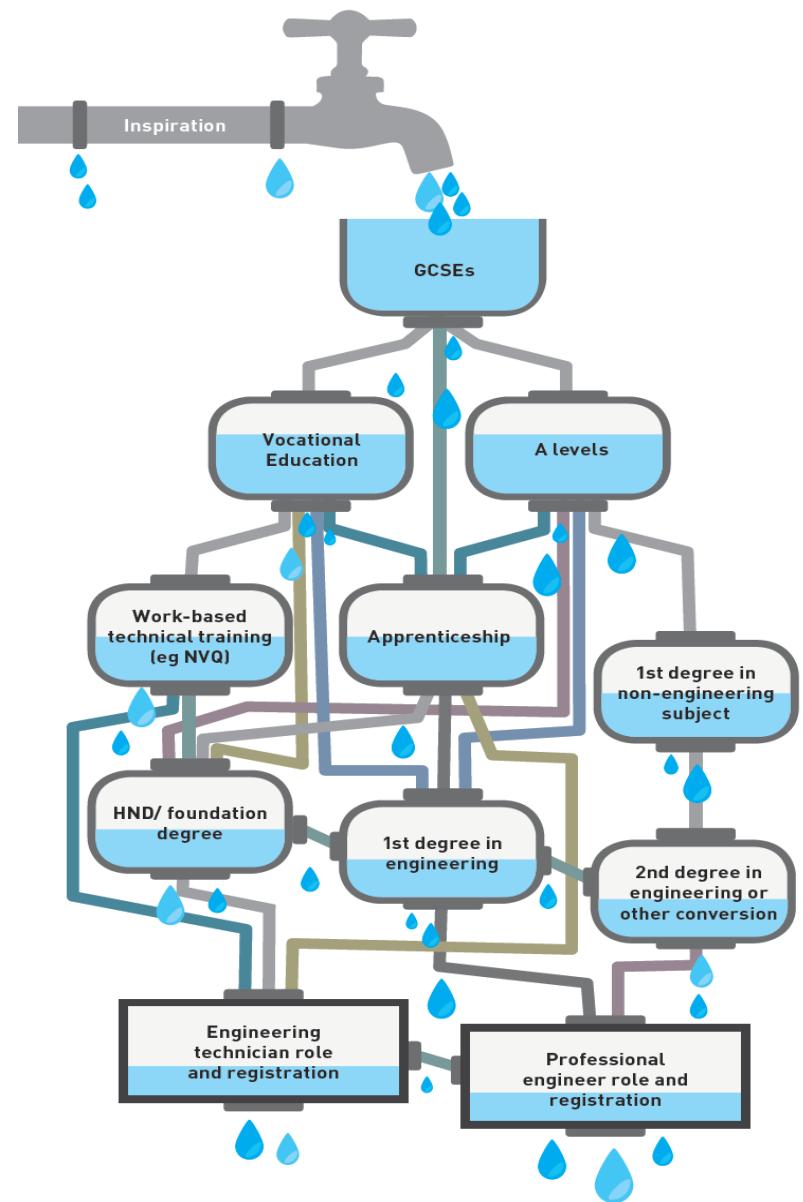 Inspiration
GCSEs
Vocational
Education
A levels
Work-based
technical training
(eg NVQ)
Apprenticeship
1st degree in
non-engineering
subject
HND/ foundation
degree
1st degree in
engineering
2nd degree in
engineering or
other conversion
Engineering
technician role
and registration
Professional
engineer role and
registration